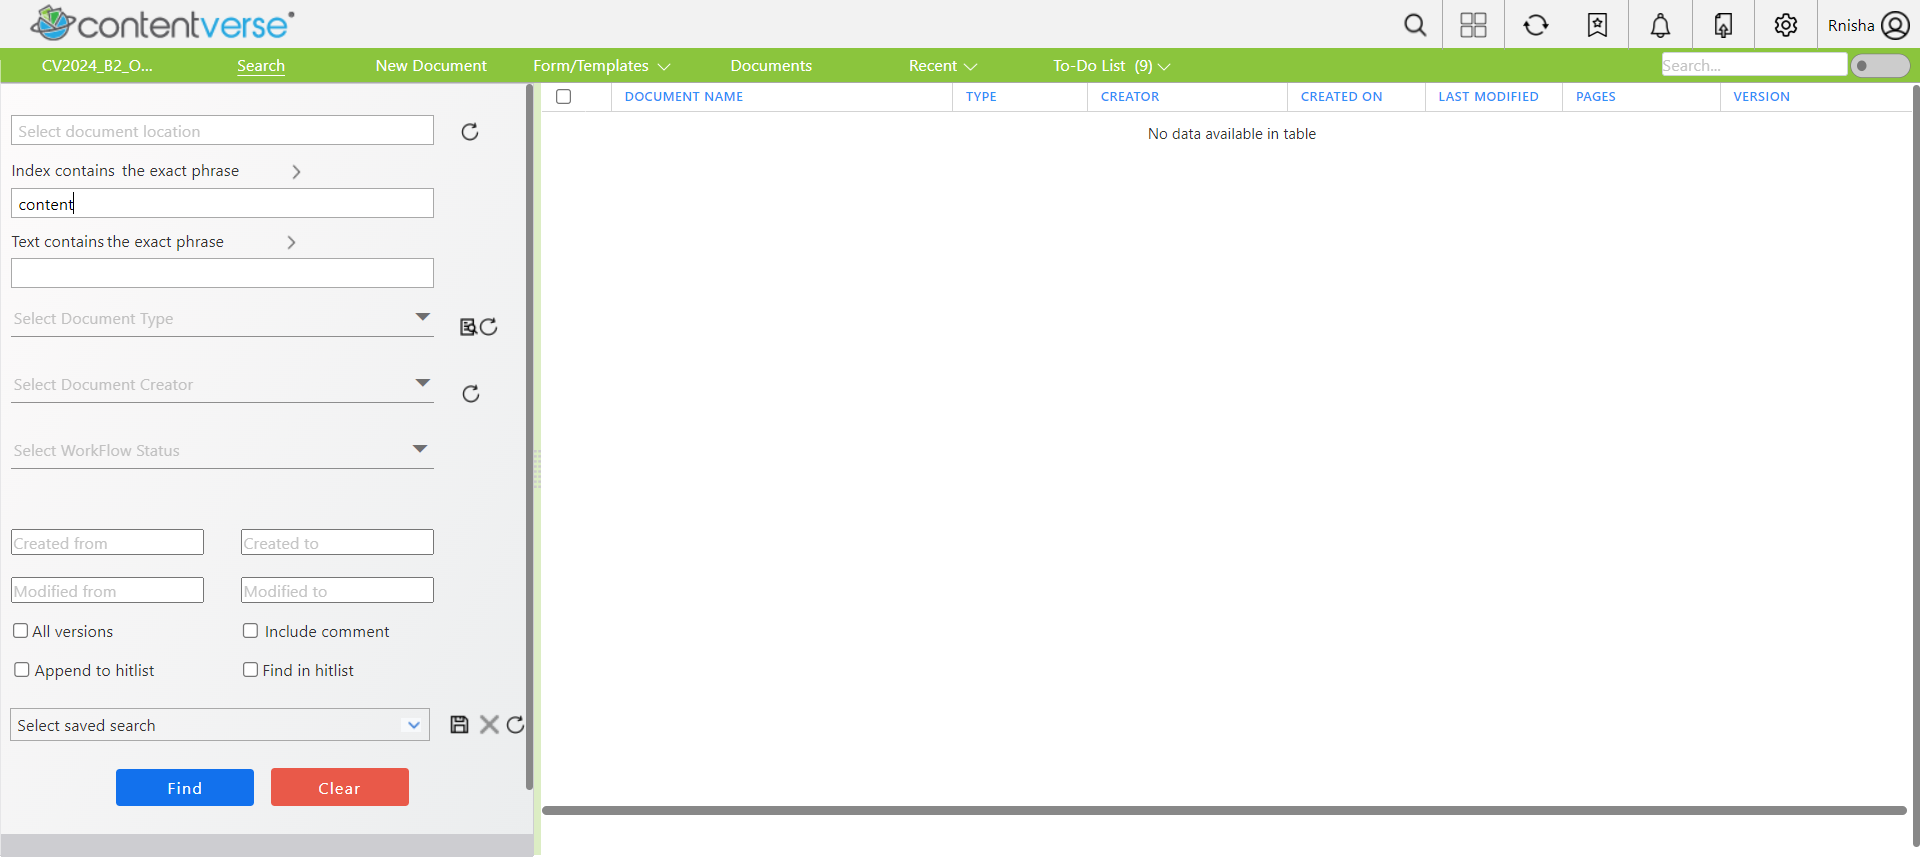 contentverse
Rnisha
CV2024_B2_O... Search New Document Form/Templates Documents Recent To-Do List (9) Search...
DOCUMENT NAME TYPE CREATOR CREATED ON LAST MODIFIED PAGES VERSION
No data available in table
Select document location
Index contains the exact phrase
content
Text contains the exact phrase
Select Document Type
Select Document Creator
Select WorkFlow Status
Created from Created to
Modified from Modified to
All versions Include comment
Append to hitlist Find in hitlist
Select saved search
Find Clear